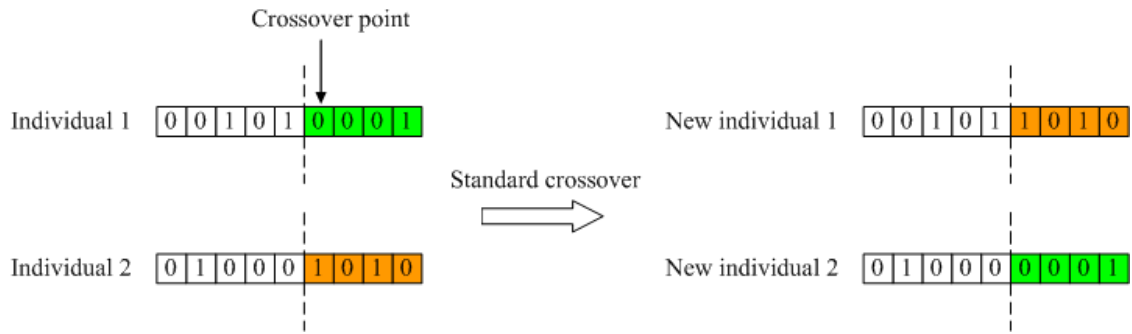 Crossover point
Individual 1 0 0 1 0 1 0 0 0 1
New individual 1 0 0 1 0 1 1 0 1 0
Standard crossover
Individual 2 0 1 0 0 0 1 0 1 0
New individual 2 0 1 0 0 0 0 0 0 1